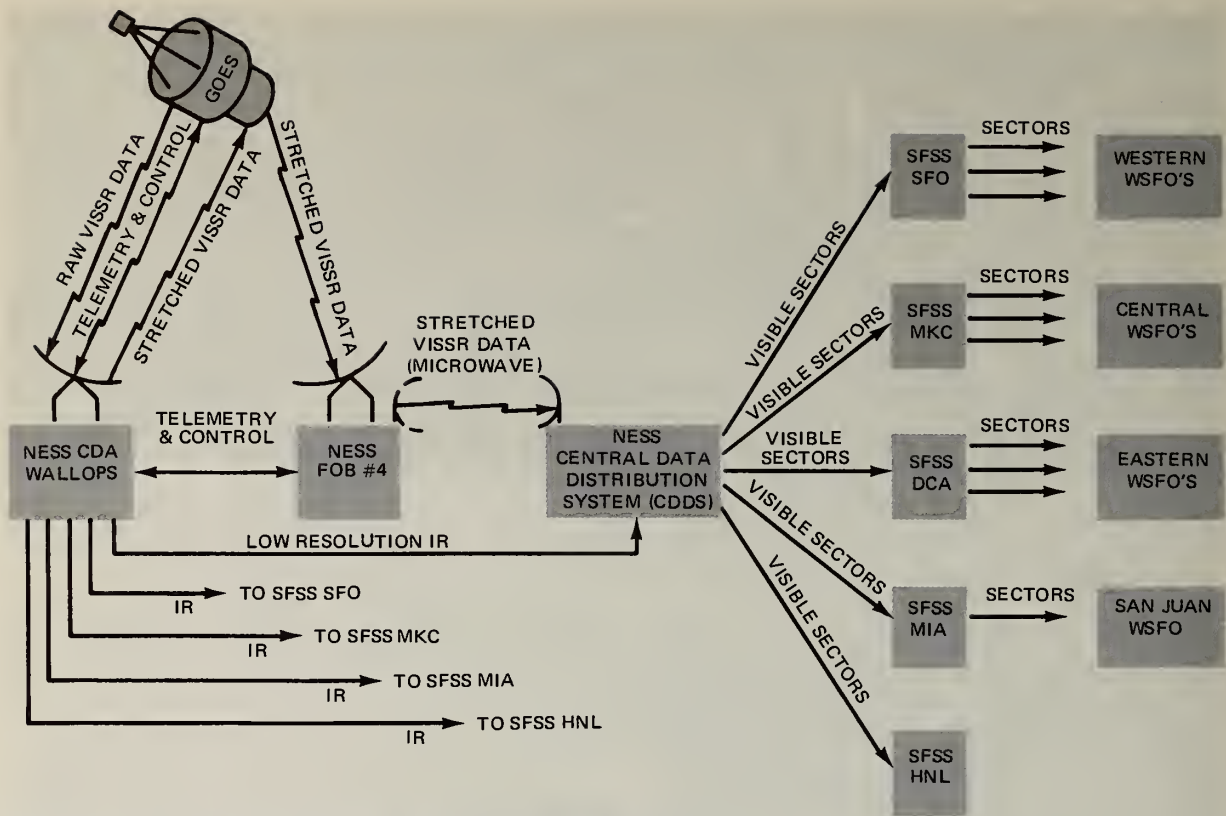 GOES
RAW VISSR DATA
TELEMETRY & CONTROL
STRETCHED VISSR DATA
STRETCHED VISSR DATA
STRETCHED
VISSR DATA
(MICROWAVE)
NESS CDA
WALLOPS
TELEMETRY
& CONTROL
NESS
FOB #4
NESS
CENTRAL DATA
DISTRIBUTION
SYSTEM (CDDS)
LOW RESOLUTION IR
IR
TO SFSS SFO
IR
TO SFSS MKC
IR
TO SFSS MIA
IR
TO SFSS HNL
VISIBLE SECTORS
SFSS
SFO
SECTORS
WESTERN
WSFO'S
VISIBLE SECTORS
SFSS
MKC
SECTORS
CENTRAL
WSFO'S
VISIBLE
SECTORS
SFSS
DCA
SECTORS
EASTERN
WSFO'S
VISIBLE SECTORS
SFSS
MIA
SECTORS
SAN JUAN
WSFO
VISIBLE SECTORS
SFSS
HNL